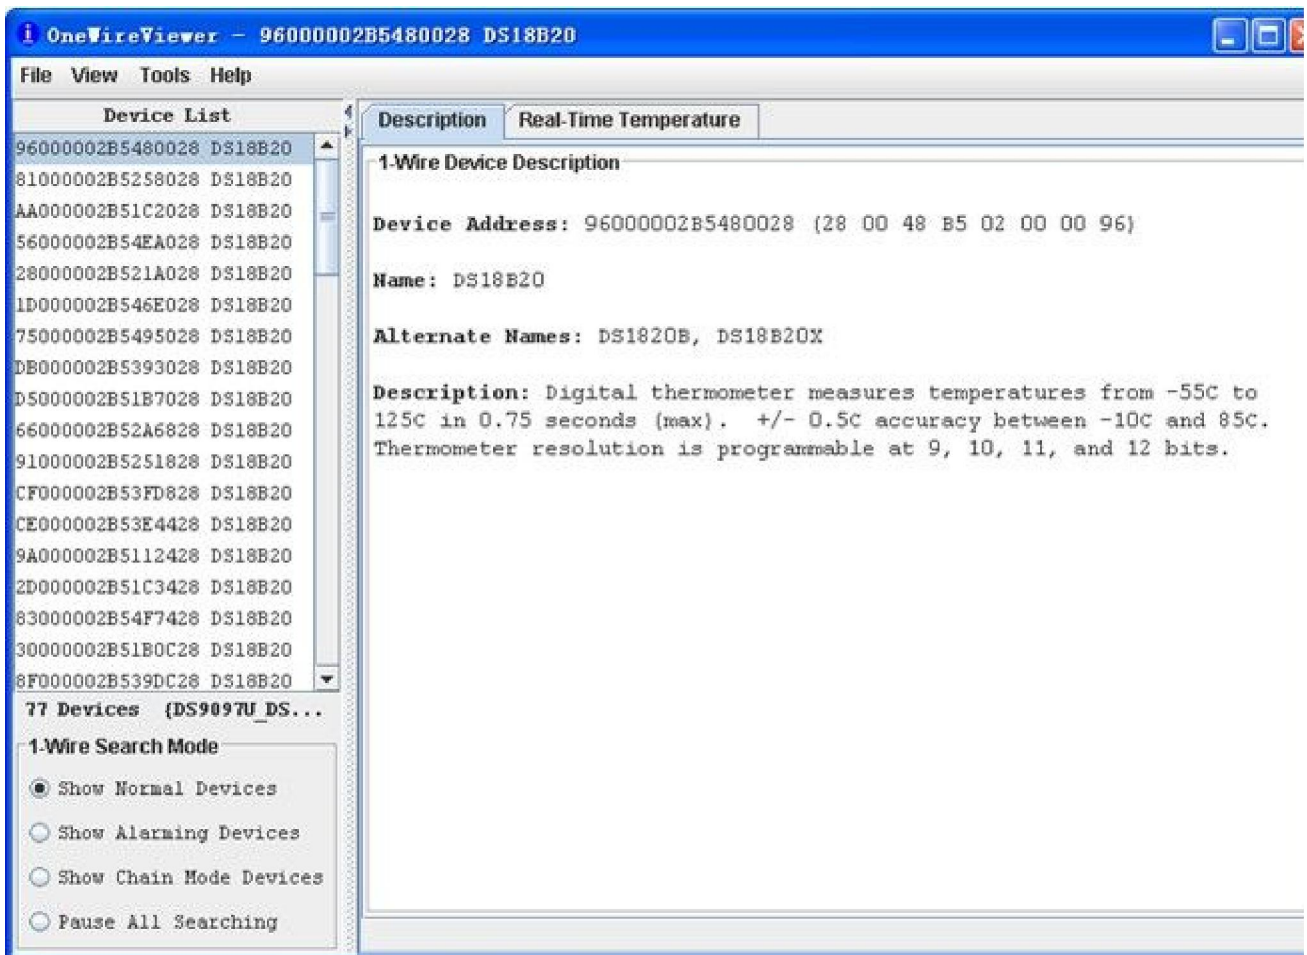 OneWireViewer - 96000002B5480028 DS18B20
File View Tools Help
Device List
96000002B5480028 DS18B20
81000002B5258028 DS18B20
AA000002B51C2028 DS18B20
56000002B54EA028 DS18B20
28000002B521A028 DS18B20
1D000002B546E028 DS18B20
75000002B5495028 DS18B20
DB000002B5393028 DS18B20
D5000002B51B7028 DS18B20
66000002B52A6828 DS18B20
91000002B5251828 DS18B20
CF000002B53FD828 DS18B20
CE000002B53E4428 DS18B20
9A000002B5112428 DS18B20
2D000002B51C3428 DS18B20
83000002B54F7428 DS18B20
30000002B51B0C28 DS18B20
8F000002B539DC28 DS18B20
77 Devices {DS9097U_DS...
1-Wire Search Mode
Show Normal Devices
Show Alarming Devices
Show Chain Mode Devices
Pause All Searching
Description Real-Time Temperature
1-Wire Device Description
Device Address: 96000002B5480028 (28 00 48 B5 02 00 00 96)
Name: DS18B20
Alternate Names: DS1820B, DS18B20X
Description: Digital thermometer measures temperatures from -55C to
125C in 0.75 seconds (max). +/- 0.5C accuracy between -10C and 85C.
Thermometer resolution is programmable at 9, 10, 11, and 12 bits.